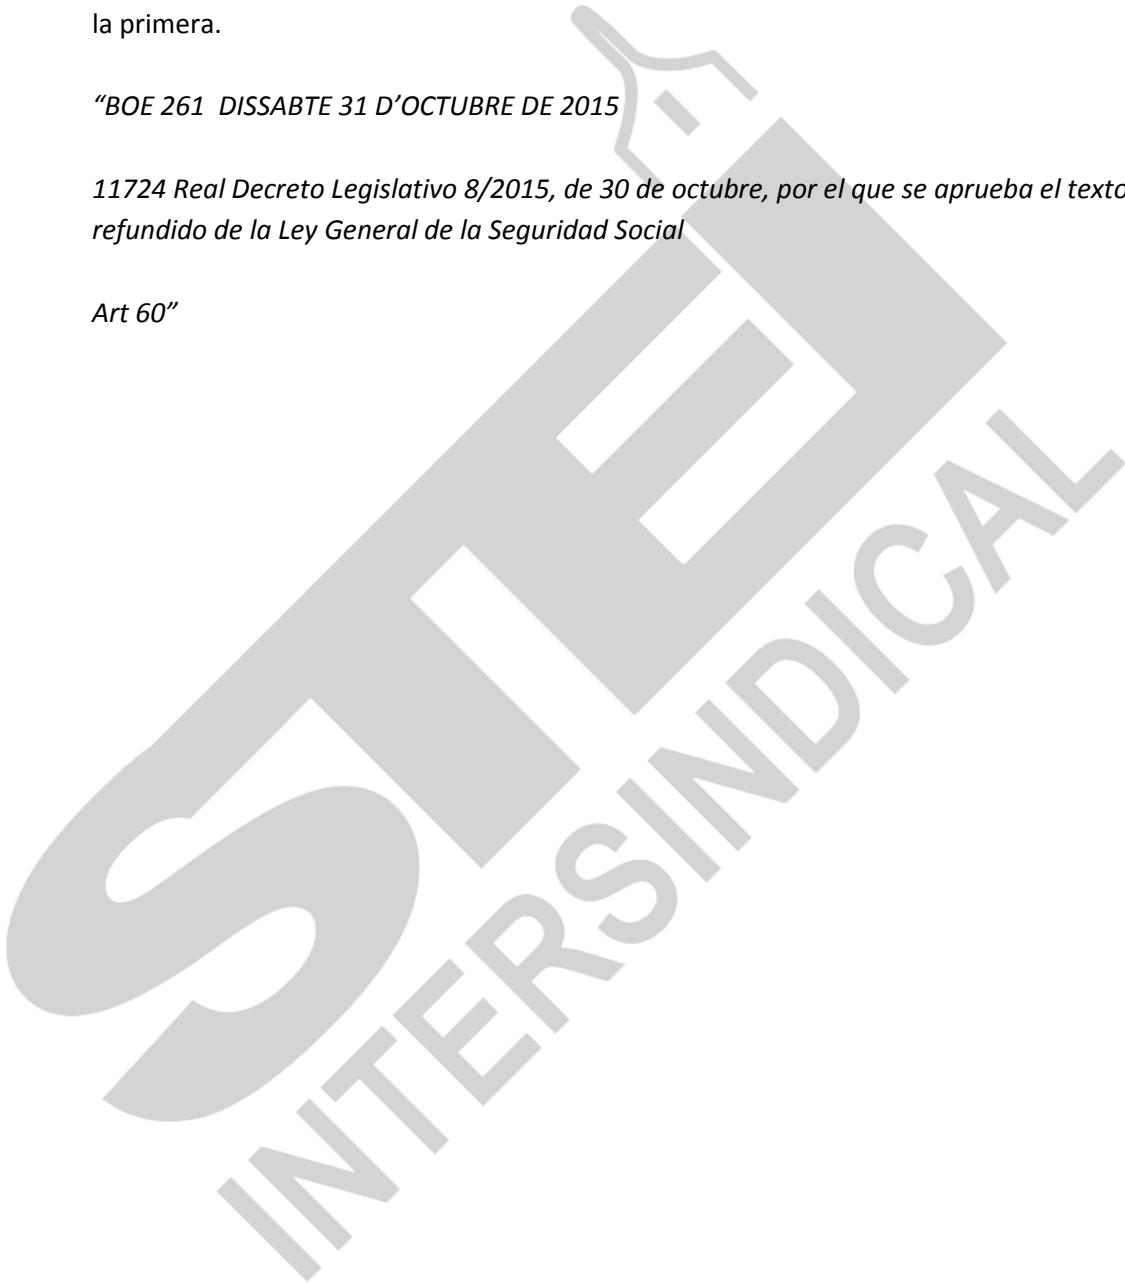 la primera.
“BOE 261 DISSABTE 31 D’OCTUBRE DE 2015
11724 Real Decreto Legislativo 8/2015, de 30 de octubre, por el que se aprueba el texto
refundido de la Ley General de la Seguridad Social
Art 60”
STEI
INTERSINDICAL